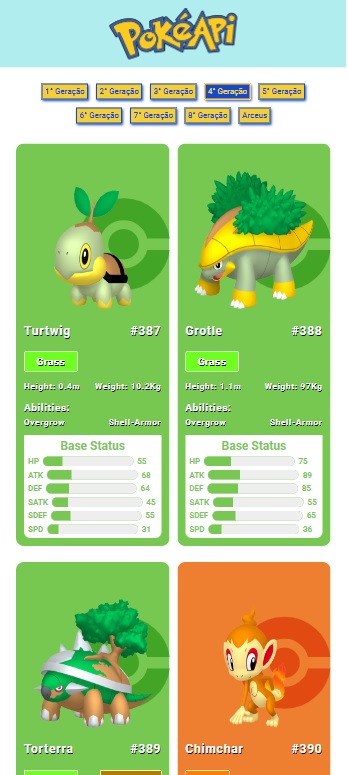 PokéApi
1° Geração 2° Geração 3° Geração 4° Geração 5° Geração
6° Geração 7° Geração 8° Geração Arceus
Turtwig #387
Grass
Height: 0.4m Weight: 10.2Kg
Abilities:
Overgrow Shell-Armor
Base Status
HP 55
ATK 68
DEF 64
SATK 45
SDEF 55
SPD 31
Grotle #388
Grass
Height: 1.1m Weight: 97Kg
Abilities:
Overgrow Shell-Armor
Base Status
HP 75
ATK 89
DEF 85
SATK 55
SDEF 65
SPD 36
Torterra #389
Chimchar #390